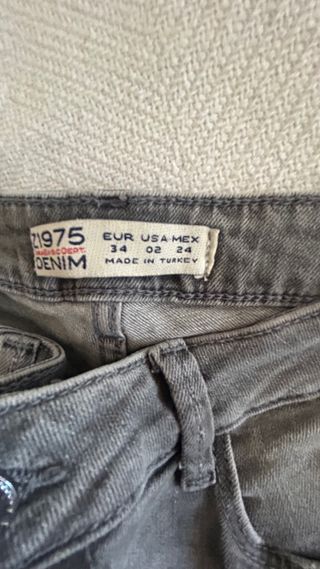 Z1975
DENIM
EUR USA MEX
34 02 24
MADE IN TURKEY